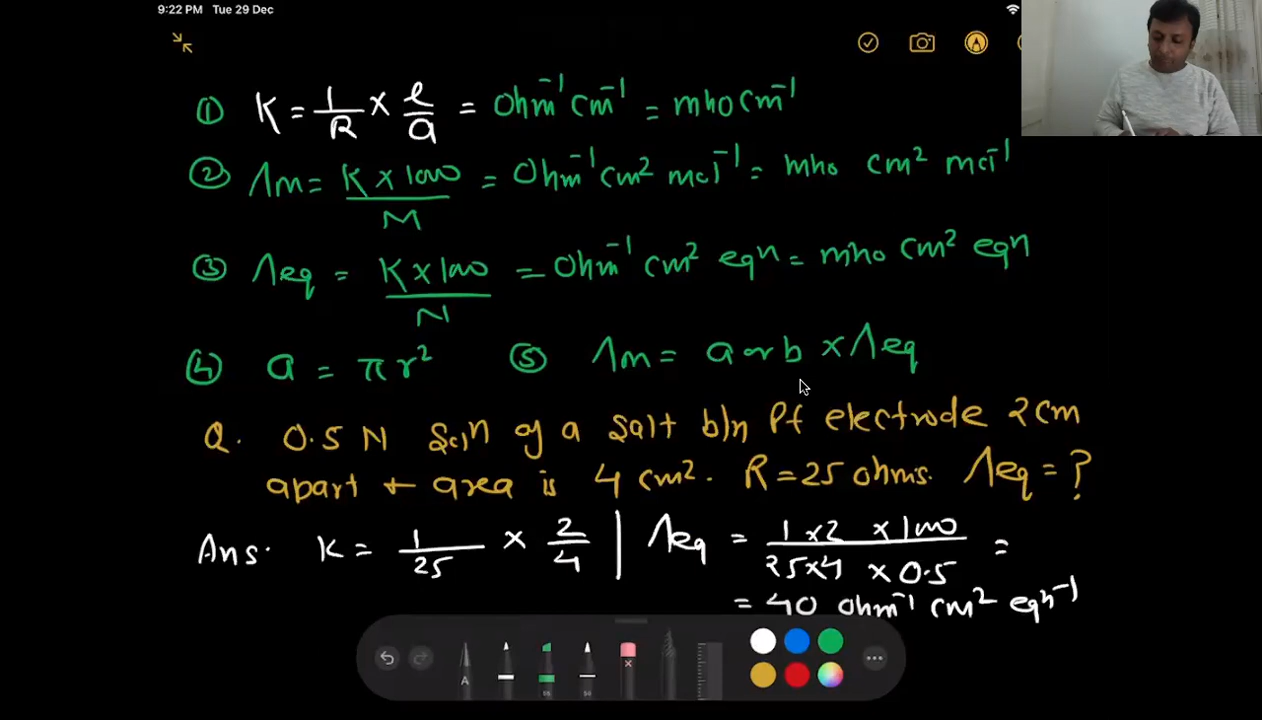 9:22 PM Tue 29 Dec
① K = 1/R × l/a = Ohm⁻¹ cm⁻¹ = mho cm⁻¹
② Λm = K × 1000 / M = Ohm⁻¹ cm² mol⁻¹ = mho cm² mol⁻¹
③ Λeq = K × 1000 / N = Ohm⁻¹ cm² eqn = mho cm² eqn
④ a = πr² ⑤ Λm = a or b × Λeq
Q. 0.5 N Soln of a Salt b/n Pt electrode 2 cm
apart + area is 4 cm². R = 25 ohms. Λeq = ?
Ans. K = 1/25 × 2/4 | Λeq = 1 × 2 × 1000 / 25 × 4 × 0.5 =
= 40 ohm⁻¹ cm² eqn⁻¹